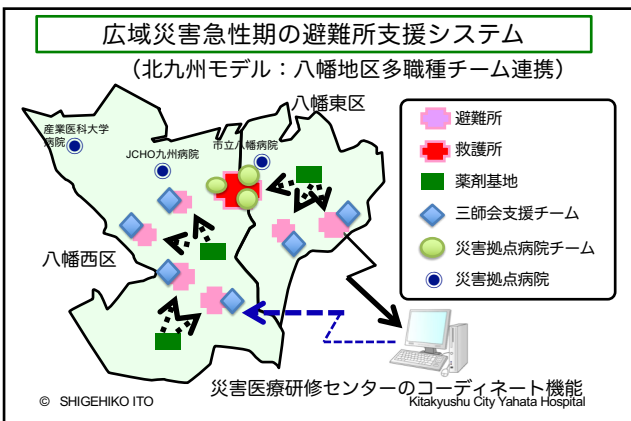 広域災害急性期の避難所支援システム
（北九州モデル：八幡地区多職種チーム連携）
八幡東区
産業医科大学
病院
JCHO九州病院
市立八幡病院
八幡西区
避難所
救護所
薬剤基地
三師会支援チーム
災害拠点病院チーム
災害拠点病院
災害医療研修センターのコーディネート機能
© SHIGEHIKO ITO
Kitakyushu City Yahata Hospital